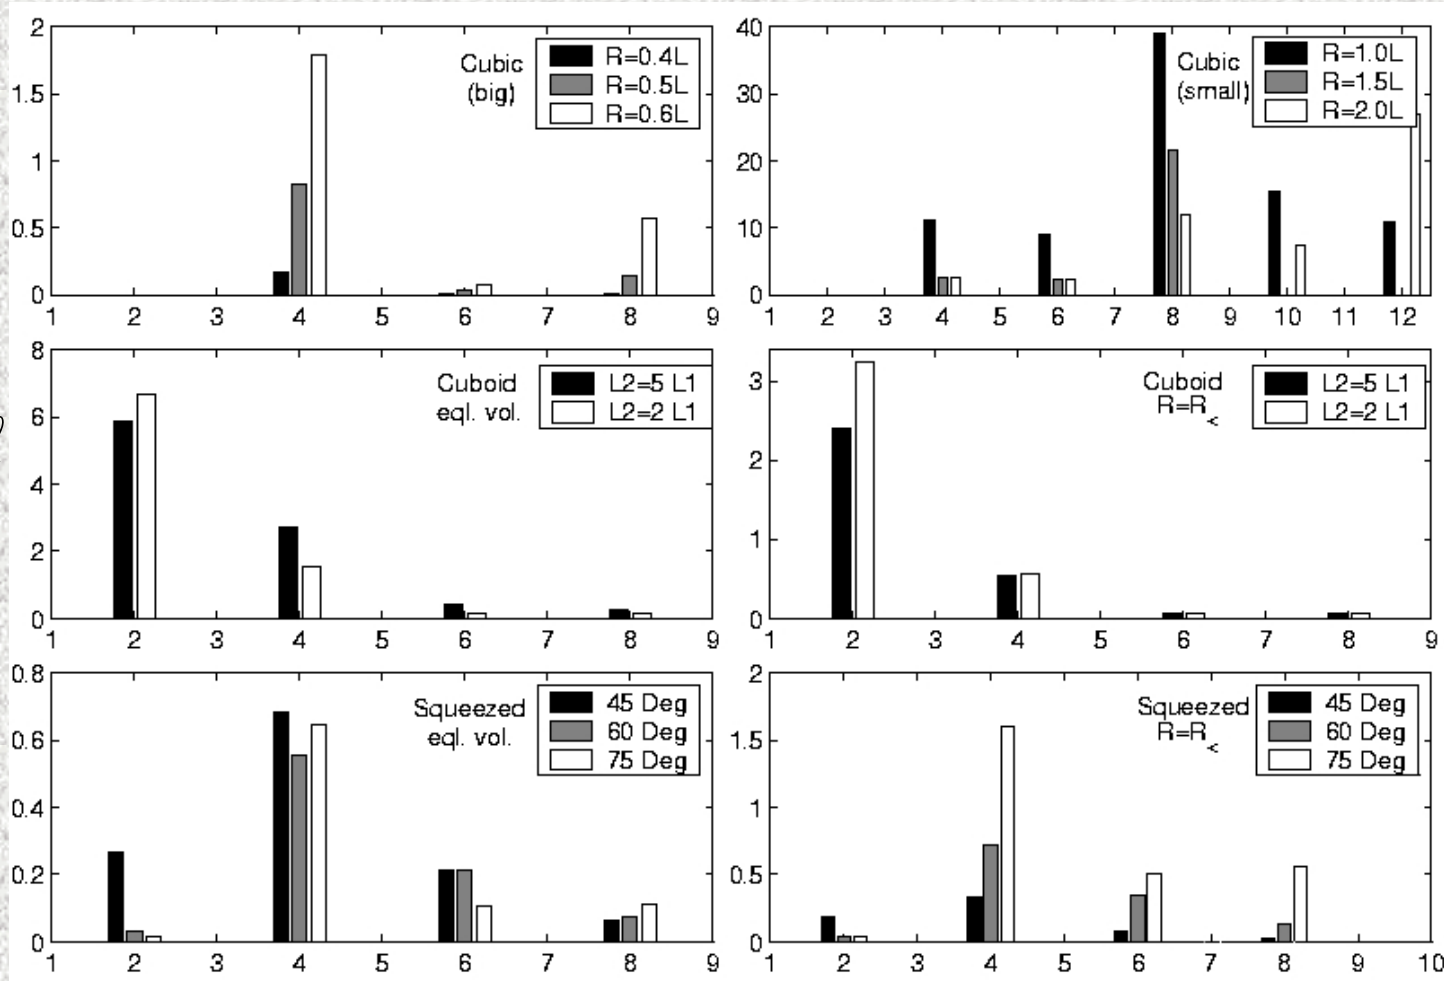 2
1.5
1
0.5
0
1 2 3 4 5 6 7 8 9
Cubic
(big)
R=0.4L
R=0.5L
R=0.6L
40
30
20
10
0
1 2 3 4 5 6 7 8 9 10 11 12
Cubic
(small)
R=1.0L
R=1.5L
R=2.0L
8
6
4
2
0
1 2 3 4 5 6 7 8 9
Cuboid
eql. vol.
L2=5 L1
L2=2 L1
3
2
1
0
1 2 3 4 5 6 7 8 9
Cuboid
R=R<
L2=5 L1
L2=2 L1
0.8
0.6
0.4
0.2
0
1 2 3 4 5 6 7 8 9
Squeezed
eql. vol.
45 Deg
60 Deg
75 Deg
2
1.5
1
0.5
0
1 2 3 4 5 6 7 8 9 10
Squeezed
R=R<
45 Deg
60 Deg
75 Deg